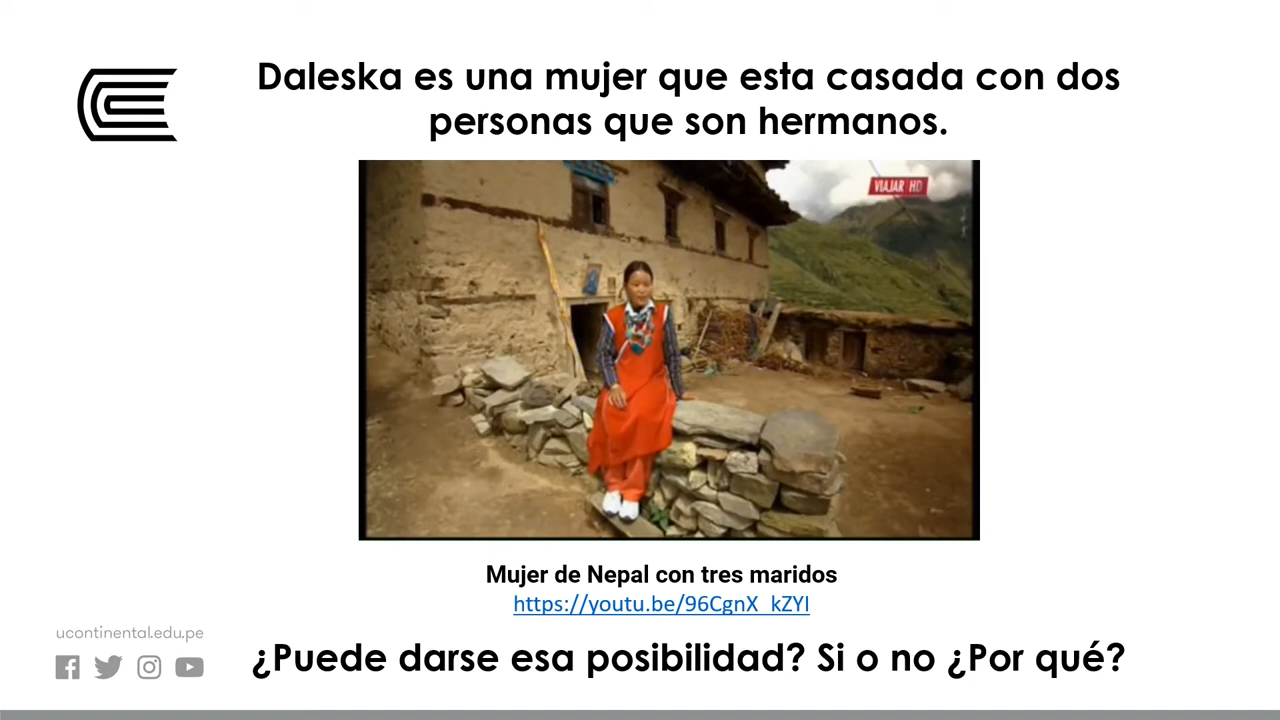 Daleska es una mujer que esta casada con dos
personas que son hermanos.
VIAJAR HD
Mujer de Nepal con tres maridos
https://youtu.be/96CgnX_kZYI
ucontinental.edu.pe
¿Puede darse esa posibilidad? Si o no ¿Por qué?